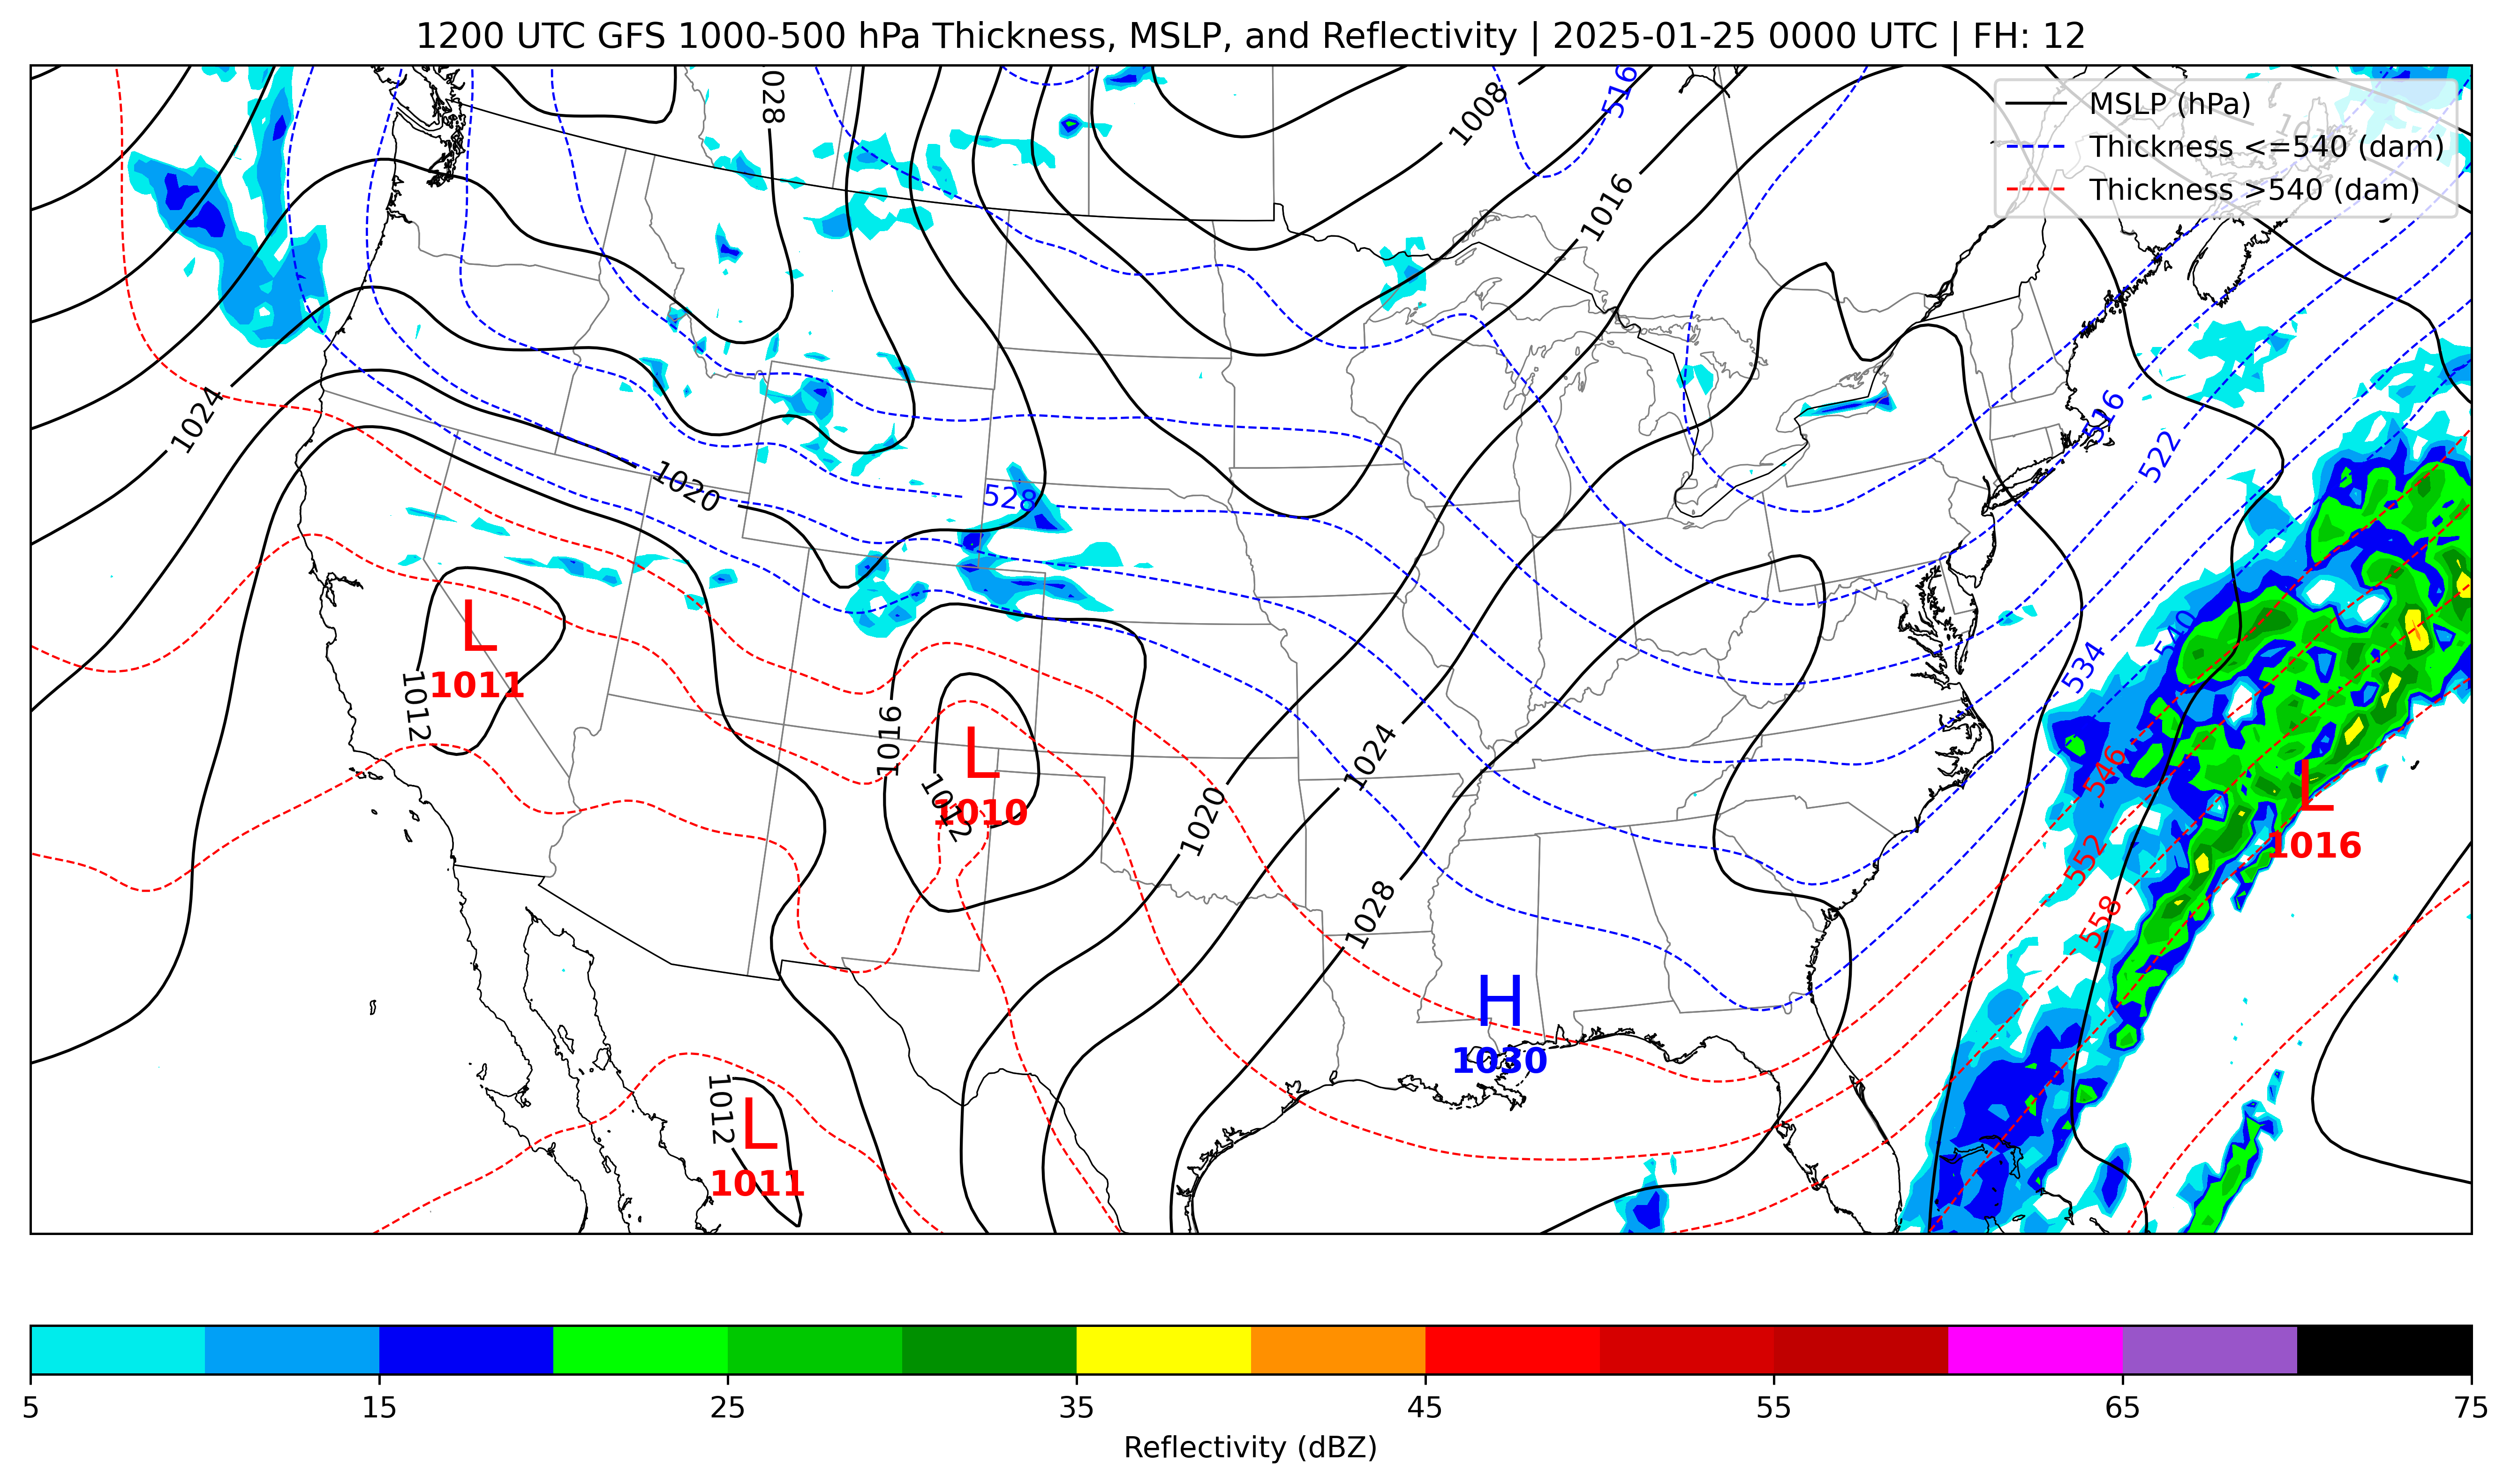 1200 UTC GFS 1000-500 hPa Thickness, MSLP, and Reflectivity | 2025-01-25 0000 UTC | FH: 12
MSLP (hPa)
Thickness <=540 (dam)
Thickness >540 (dam)
1028
1008
516
1016
1024
516
522
1020
528
540
534
L
1011
1012
1016
L
1010
1012
1024
1020
546
L
1016
552
558
1028
H
1030
1012
L
1011
5 15 25 35 45 55 65 75
Reflectivity (dBZ)